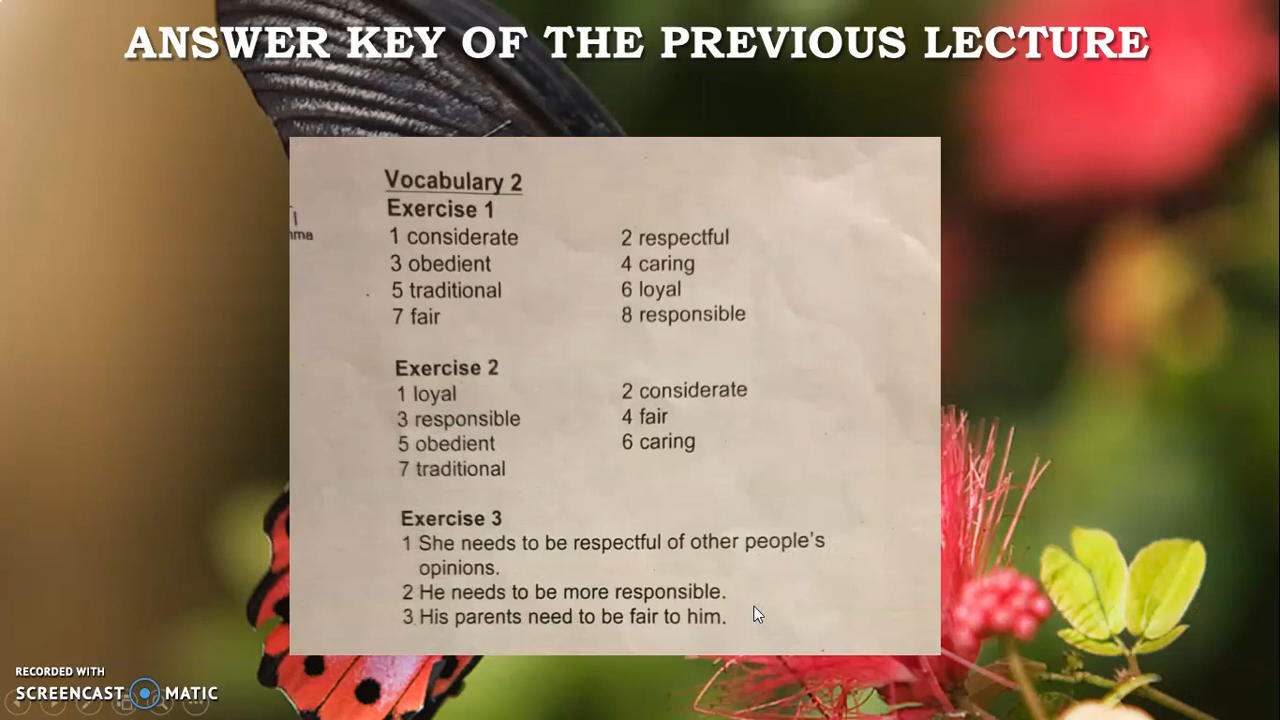 ANSWER KEY OF THE PREVIOUS LECTURE
Vocabulary 2
Exercise 1
1 considerate 2 respectful
3 obedient 4 caring
5 traditional 6 loyal
7 fair 8 responsible
Exercise 2
1 loyal 2 considerate
3 responsible 4 fair
5 obedient 6 caring
7 traditional
Exercise 3
1 She needs to be respectful of other people's
opinions.
2 He needs to be more responsible.
3 His parents need to be fair to him.
RECORDED WITH
SCREENCAST MATIC